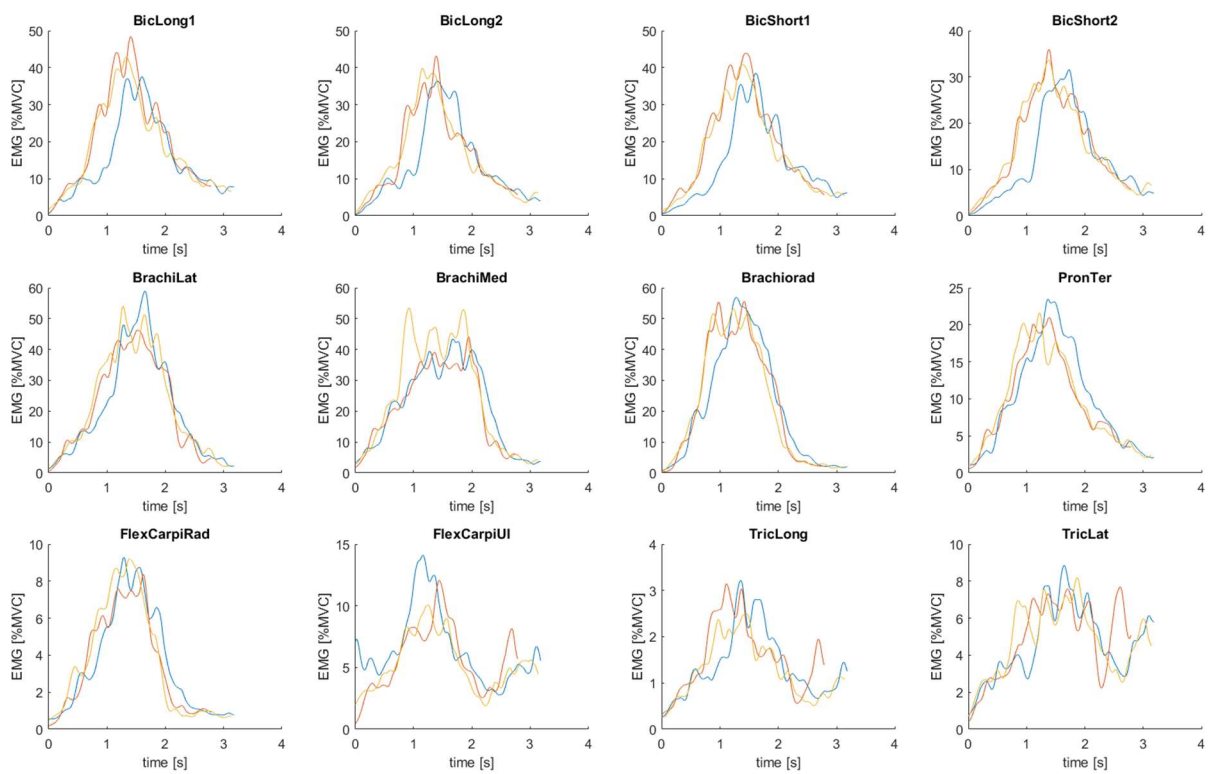 BicLong1 BicLong2 BicShort1 BicShort2
50 50 50 40
40 40 40 30
30 30 30 20
20 20 20 10
10 10 10
0 0 0 0
EMG [%MVC] EMG [%MVC] EMG [%MVC] EMG [%MVC]
0 1 2 3 4 0 1 2 3 4 0 1 2 3 4 0 1 2 3 4
time [s] time [s] time [s] time [s]
BrachiLat BrachiMed Brachiorad PronTer
60 60 60 25
50 50 50 20
40 40 40 15
30 30 30 10
20 20 20 5
10 10 10
0 0 0 0
EMG [%MVC] EMG [%MVC] EMG [%MVC] EMG [%MVC]
0 1 2 3 4 0 1 2 3 4 0 1 2 3 4 0 1 2 3 4
time [s] time [s] time [s] time [s]
FlexCarpiRad FlexCarpiUl TricLong TricLat
10 15 4 10
8 10 3 8
6 5 2 6
4 1 4
2 2
0 0 0 0
EMG [%MVC] EMG [%MVC] EMG [%MVC] EMG [%MVC]
0 1 2 3 4 0 1 2 3 4 0 1 2 3 4 0 1 2 3 4
time [s] time [s] time [s] time [s]